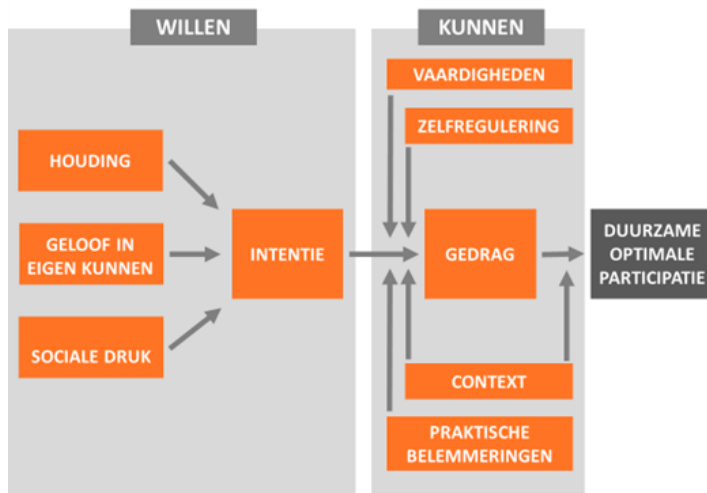 WILLEN
KUNNEN
HOUDING
GELOOF IN
EIGEN KUNNEN
SOCIALE DRUK
INTENTIE
VAARDIGHEDEN
ZELFREGULERING
GEDRAG
CONTEXT
PRAKTISCHE
BELEMMERINGEN
DUURZAME
OPTIMALE
PARTICIPATIE